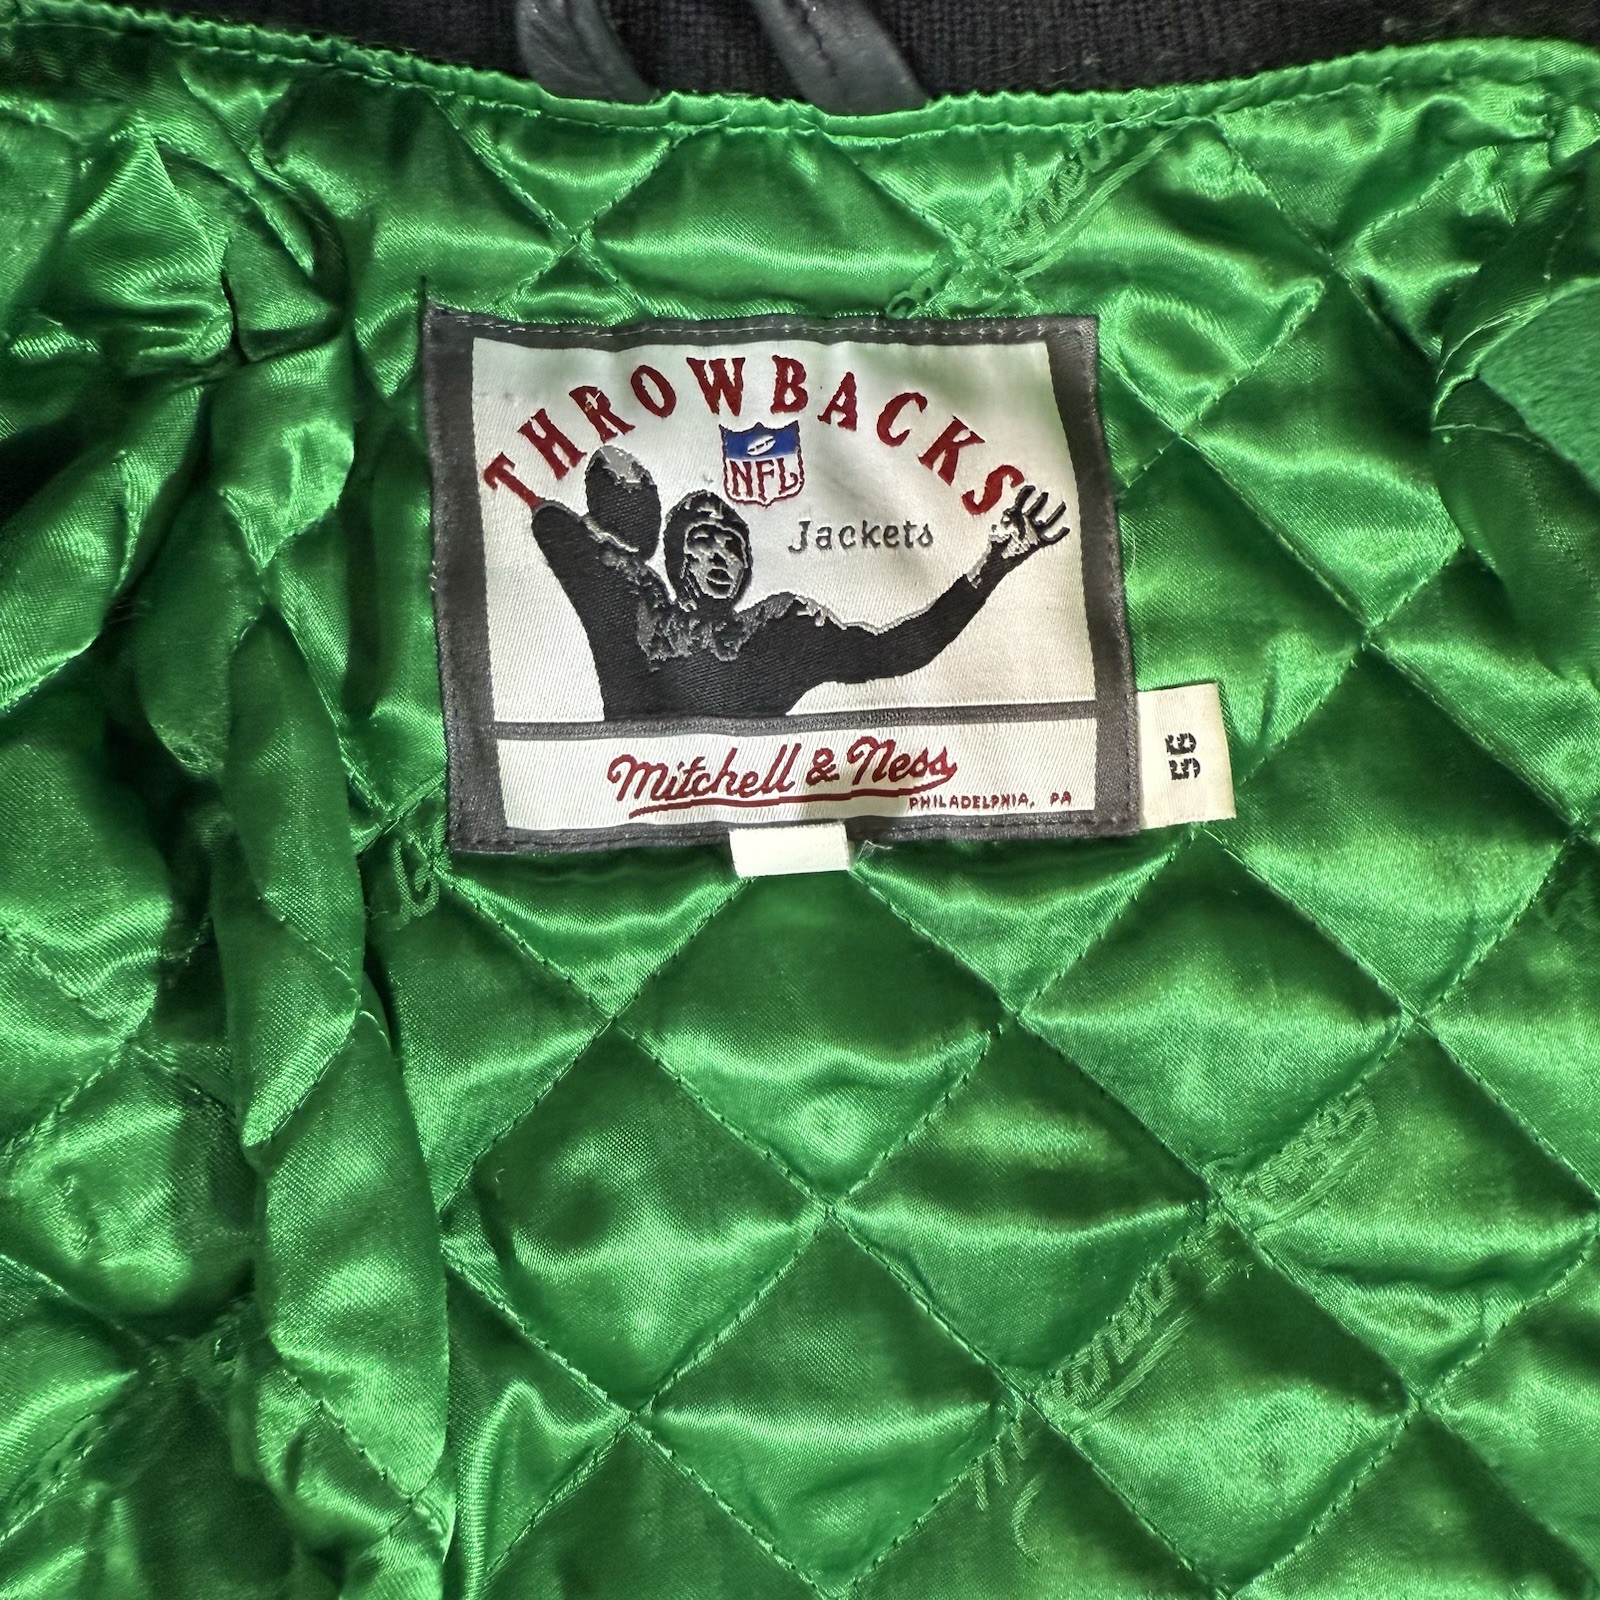 THROWBACKS
NFL
Jackets
Mitchell & Ness
PHILADELPHIA, PA
56